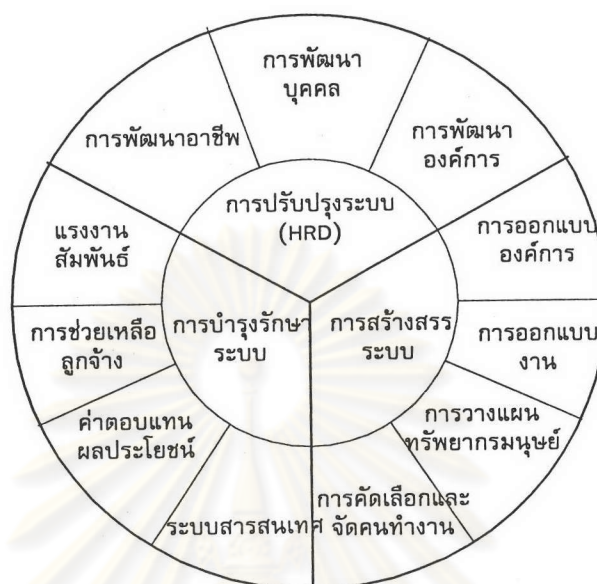 การพัฒนา
บุคคล
การพัฒนาอาชีพ
การพัฒนา
องค์การ
การปรับปรุงระบบ
(HRD)
แรงงาน
สัมพันธ์
การออกแบบ
องค์การ
การช่วยเหลือ
ลูกจ้าง
การบำรุงรักษา
ระบบ
การสร้างสรร
ระบบ
การออกแบบ
งาน
ค่าตอบแทน
ผลประโยชน์
การวางแผน
ทรัพยากรมนุษย์
ระบบสารสนเทศ
การคัดเลือกและ
จัดคนทำงาน